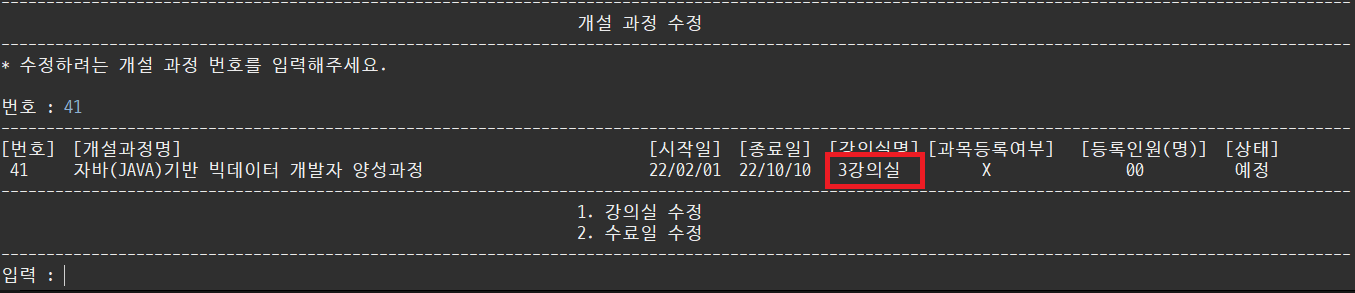 개설 과정 수정
* 수정하려는 개설 과정 번호를 입력해주세요.
번호 : 41
[번호] [개설과정명] [시작일] [종료일] [강의실명] [과목등록여부] [등록인원(명)] [상태]
41 자바(JAVA)기반 빅데이터 개발자 양성과정 22/02/01 22/10/10 3강의실 X 00 예정
1. 강의실 수정
2. 수료일 수정
입력 :